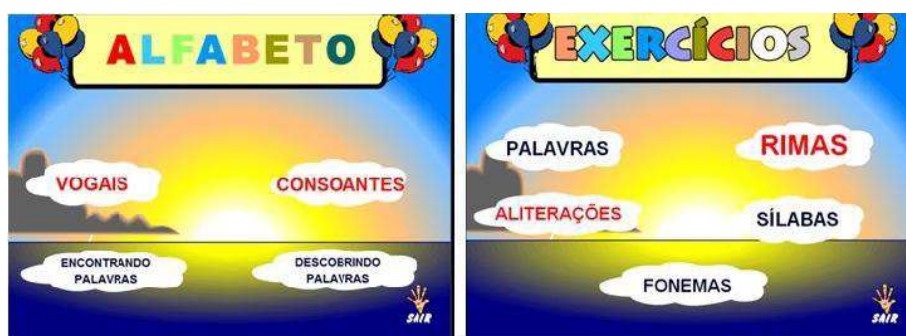 ALFABETO
VOGAIS
CONSOANTES
ENCONTRANDO
PALAVRAS
DESCOBRINDO
PALAVRAS
SAIR
EXERCÍCIOS
PALAVRAS
RIMAS
ALITERAÇÕES
SÍLABAS
FONEMAS
SAIR